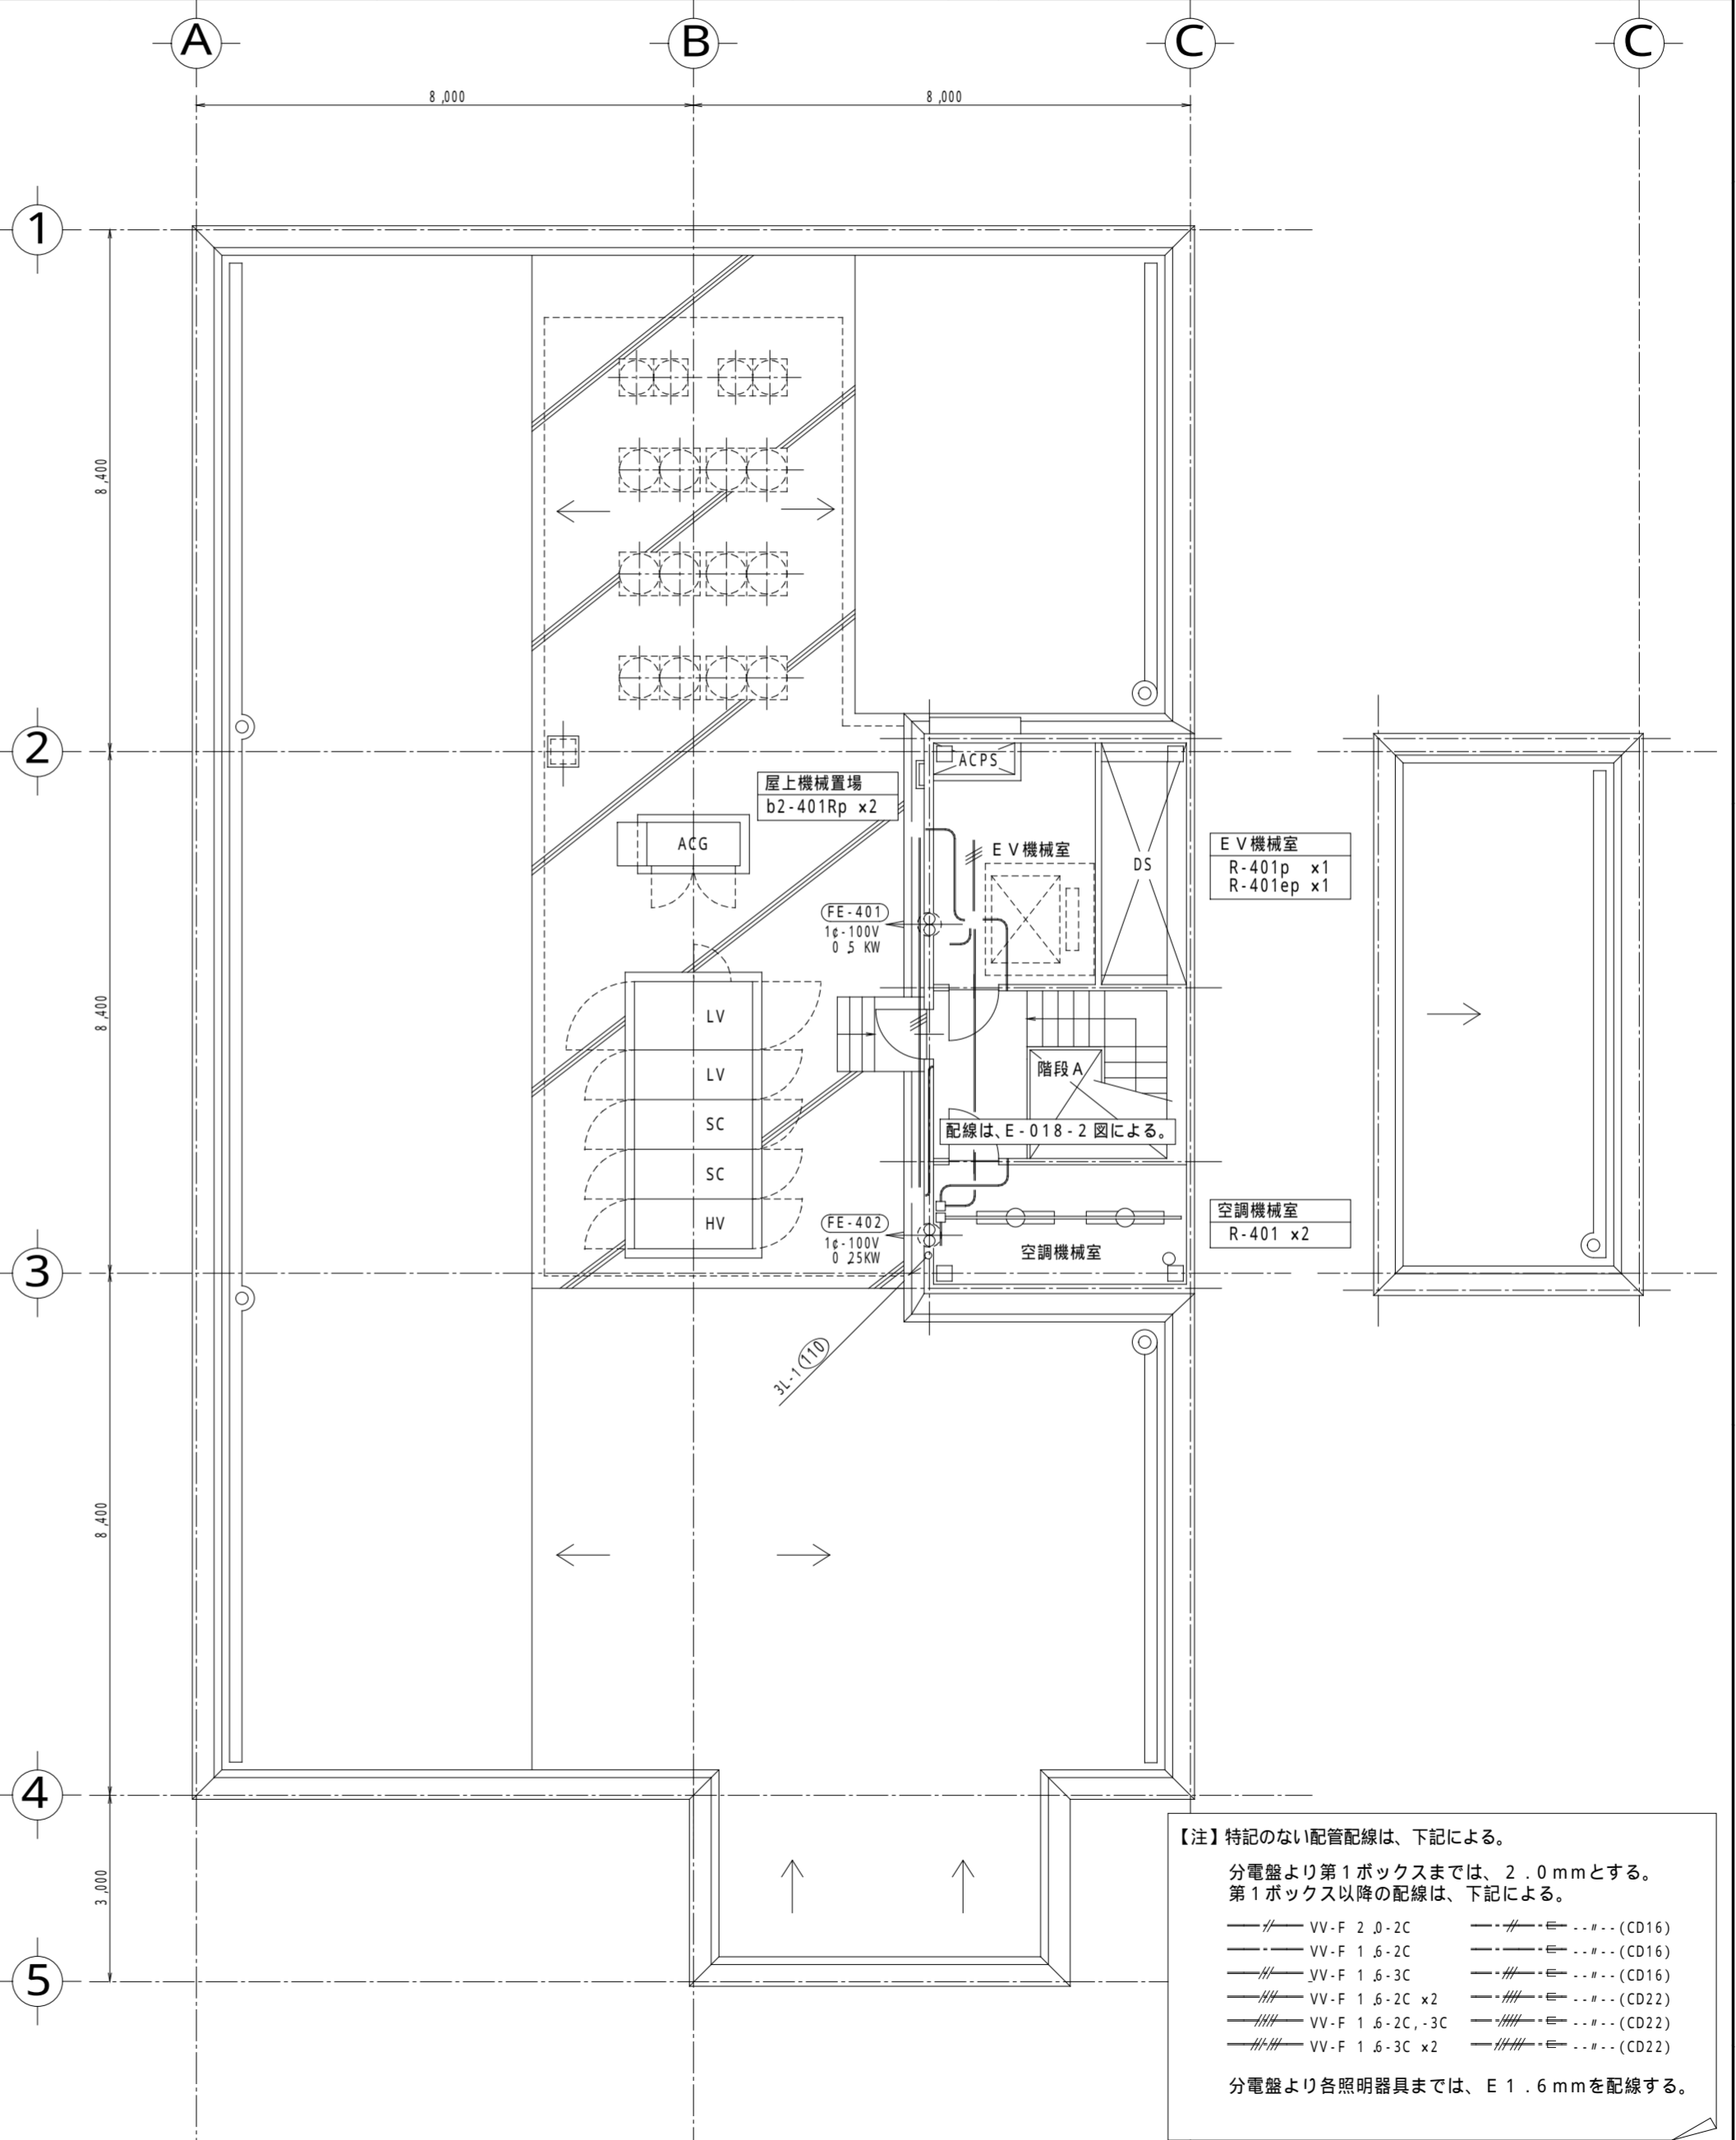 A
B
C
C
8,000
8,000
1
8,400
2
ACPS
屋上機械置場
b2-401Rp ×2
ACG
EV機械室
DS
EV機械室
R-401p ×1
R-401ep ×1
FE-401
1¢-100V
0.5 KW
8,400
LV
LV
SC
SC
HV
階段A
配線は、E-018-2図による。
空調機械室
R-401 ×2
FE-402
1¢-100V
0.25KW
空調機械室
3
3L-1 110
8,400
4
3,000
5
【注】特記のない配管配線は、下記による。
分電盤より第1ボックスまでは、2.0mmとする。
第1ボックス以降の配線は、下記による。
VV-F 2.0-2C --〃--(CD16)
VV-F 1.6-2C --〃--(CD16)
VV-F 1.6-3C --〃--(CD16)
VV-F 1.6-2C ×2 --〃--(CD22)
VV-F 1.6-2C,-3C --〃--(CD22)
VV-F 1.6-3C ×2 --〃--(CD22)
分電盤より各照明器具までは、E1.6mmを配線する。